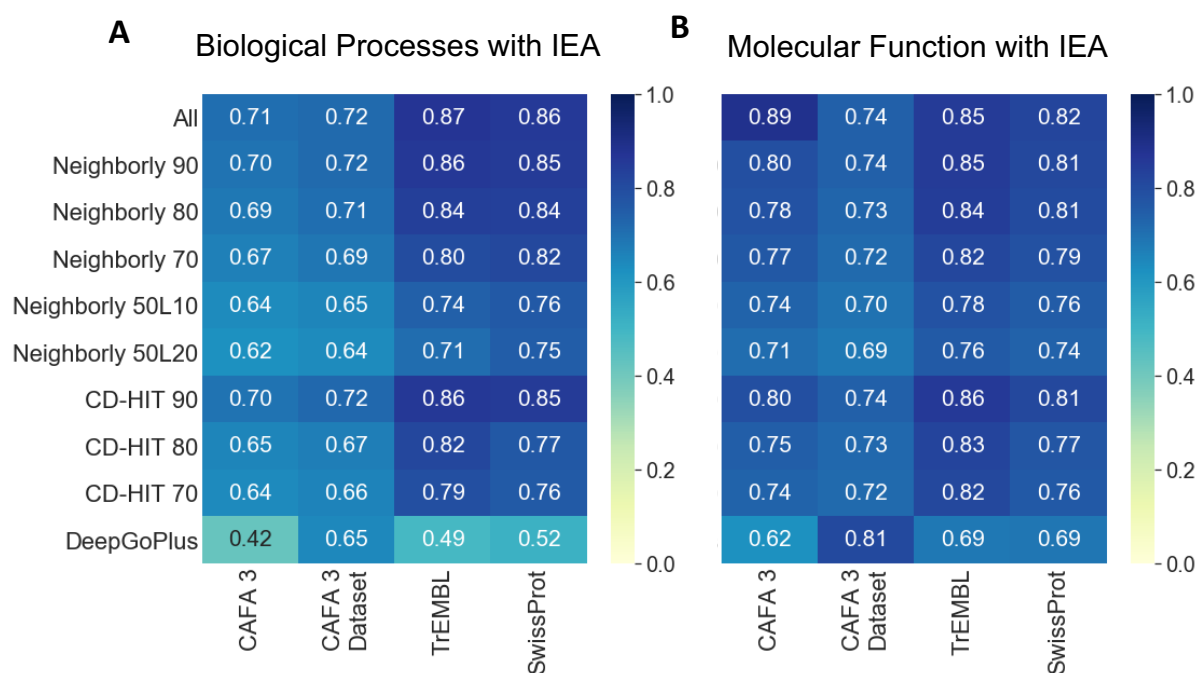 A
Biological Processes with IEA
B
Molecular Function with IEA
All 0.71 0.72 0.87 0.86 1.0 0.89 0.74 0.85 0.82 1.0
Neighborly 90 0.70 0.72 0.86 0.85 0.80 0.74 0.85 0.81
Neighborly 80 0.69 0.71 0.84 0.84 0.8 0.78 0.73 0.84 0.81 0.8
Neighborly 70 0.67 0.69 0.80 0.82 0.6 0.77 0.72 0.82 0.79 0.6
Neighborly 50L10 0.64 0.65 0.74 0.76 0.74 0.70 0.78 0.76
Neighborly 50L20 0.62 0.64 0.71 0.75 0.4 0.71 0.69 0.76 0.74 0.4
CD-HIT 90 0.70 0.72 0.86 0.85 0.80 0.74 0.86 0.81
CD-HIT 80 0.65 0.67 0.82 0.77 0.2 0.75 0.73 0.83 0.77 0.2
CD-HIT 70 0.64 0.66 0.79 0.76 0.74 0.72 0.82 0.76
DeepGoPlus 0.42 0.65 0.49 0.52 0.0 0.62 0.81 0.69 0.69 0.0
CAFA 3
CAFA 3
Dataset
TrEMBL
SwissProt
CAFA 3
CAFA 3
Dataset
TrEMBL
SwissProt